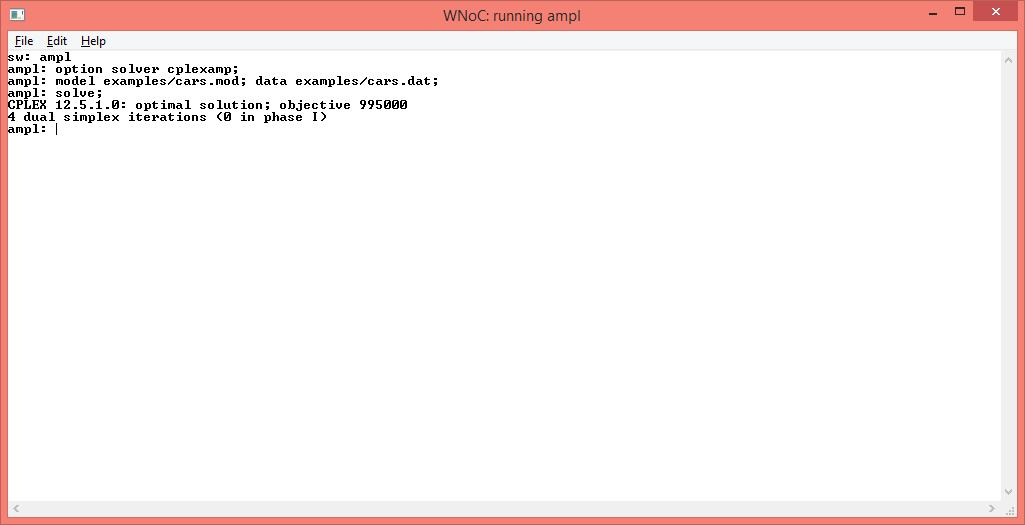 WNoC: running ampl
File Edit Help
sw: ampl
ampl: option solver cplexamp;
ampl: model examples/cars.mod; data examples/cars.dat;
ampl: solve;
CPLEX 12.5.1.0: optimal solution; objective 995000
4 dual simplex iterations (0 in phase I)
ampl: